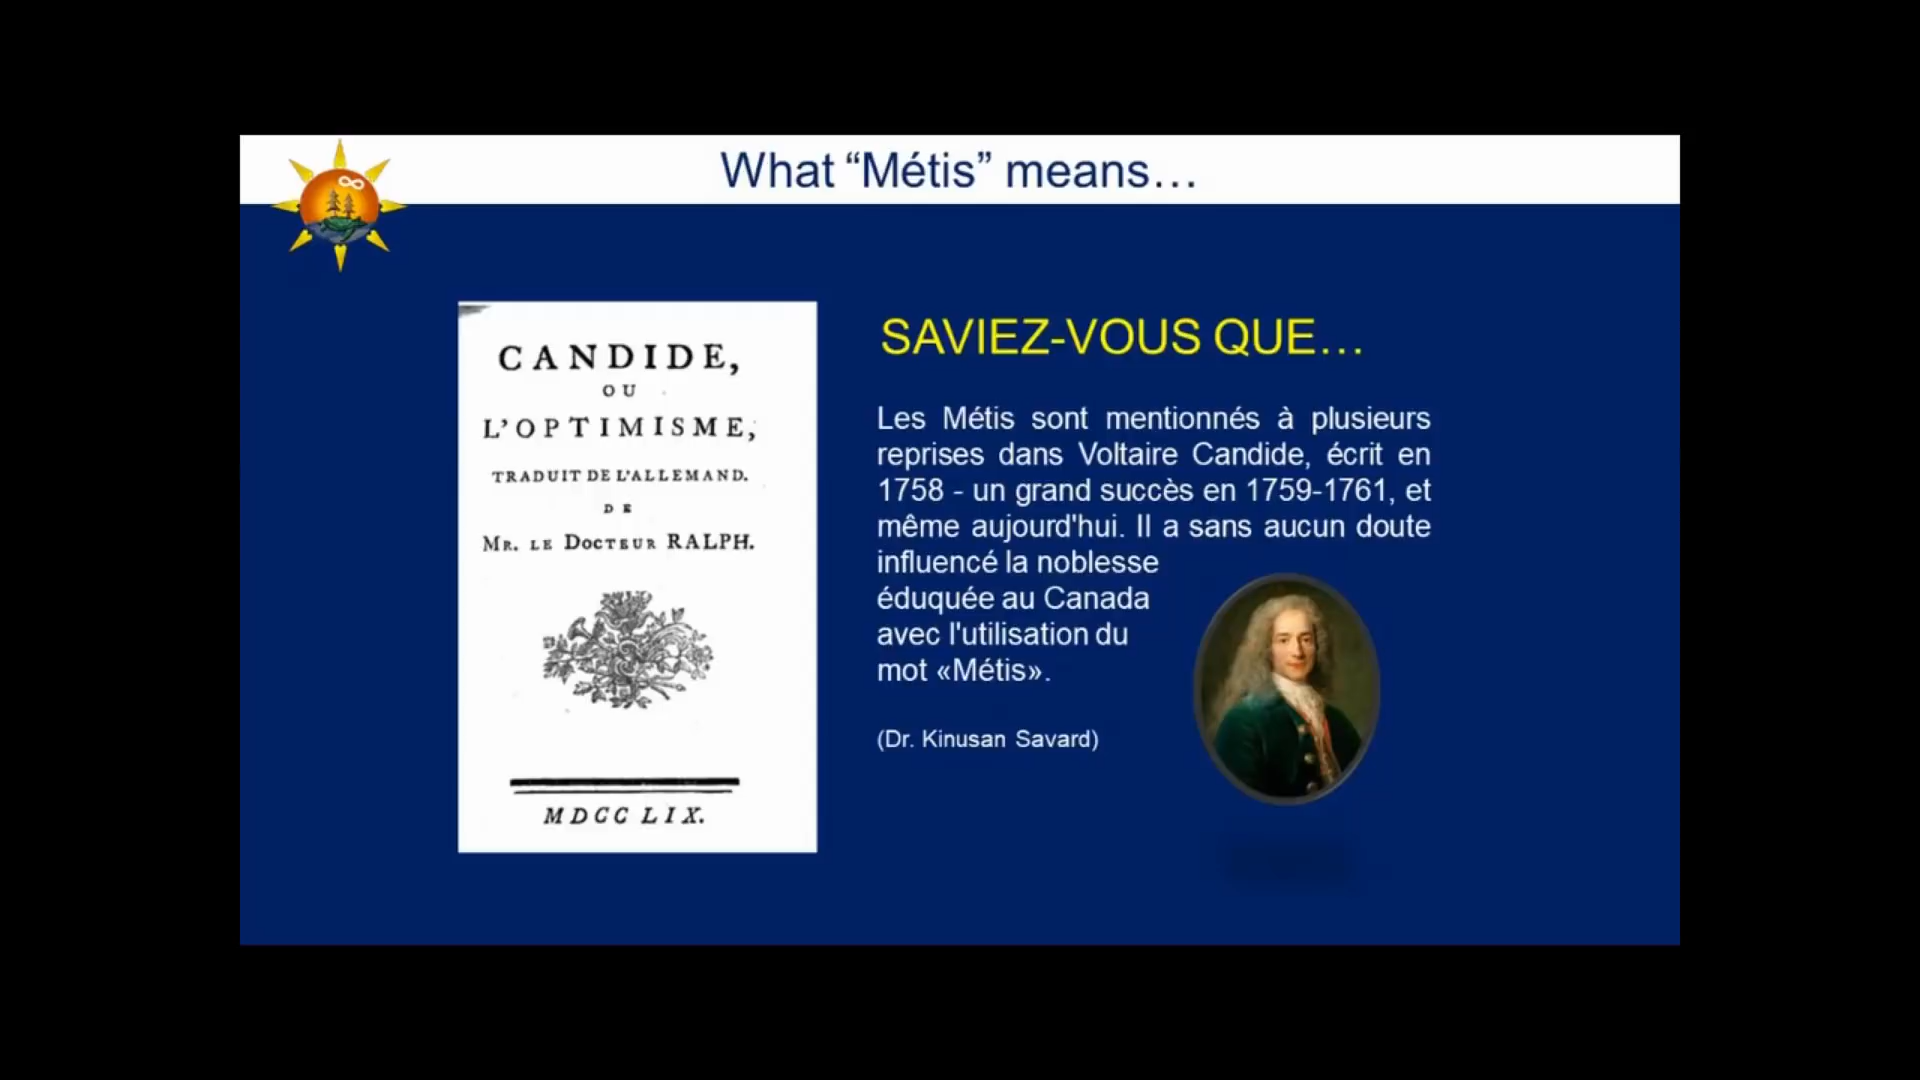 What “Métis” means…
CANDIDE,
OU
L'OPTIMISME,
TRADUIT DE L'ALLEMAND.
DE
MR. LE DOCTEUR RALPH.
MDCCLIX.
SAVIEZ-VOUS QUE…
Les Métis sont mentionnés à plusieurs
reprises dans Voltaire Candide, écrit en
1758 - un grand succès en 1759-1761, et
même aujourd'hui. Il a sans aucun doute
influencé la noblesse
éduquée au Canada
avec l'utilisation du
mot «Métis».
(Dr. Kinusan Savard)